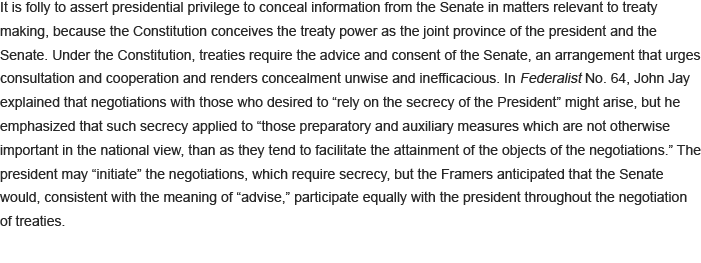 It is folly to assert presidential privilege to conceal information from the Senate in matters relevant to treaty
making, because the Constitution conceives the treaty power as the joint province of the president and the
Senate. Under the Constitution, treaties require the advice and consent of the Senate, an arrangement that urges
consultation and cooperation and renders concealment unwise and inefficacious. In Federalist No. 64, John Jay
explained that negotiations with those who desired to “rely on the secrecy of the President” might arise, but he
emphasized that such secrecy applied to “those preparatory and auxiliary measures which are not otherwise
important in the national view, than as they tend to facilitate the attainment of the objects of the negotiations.” The
president may “initiate” the negotiations, which require secrecy, but the Framers anticipated that the Senate
would, consistent with the meaning of “advise,” participate equally with the president throughout the negotiation
of treaties.